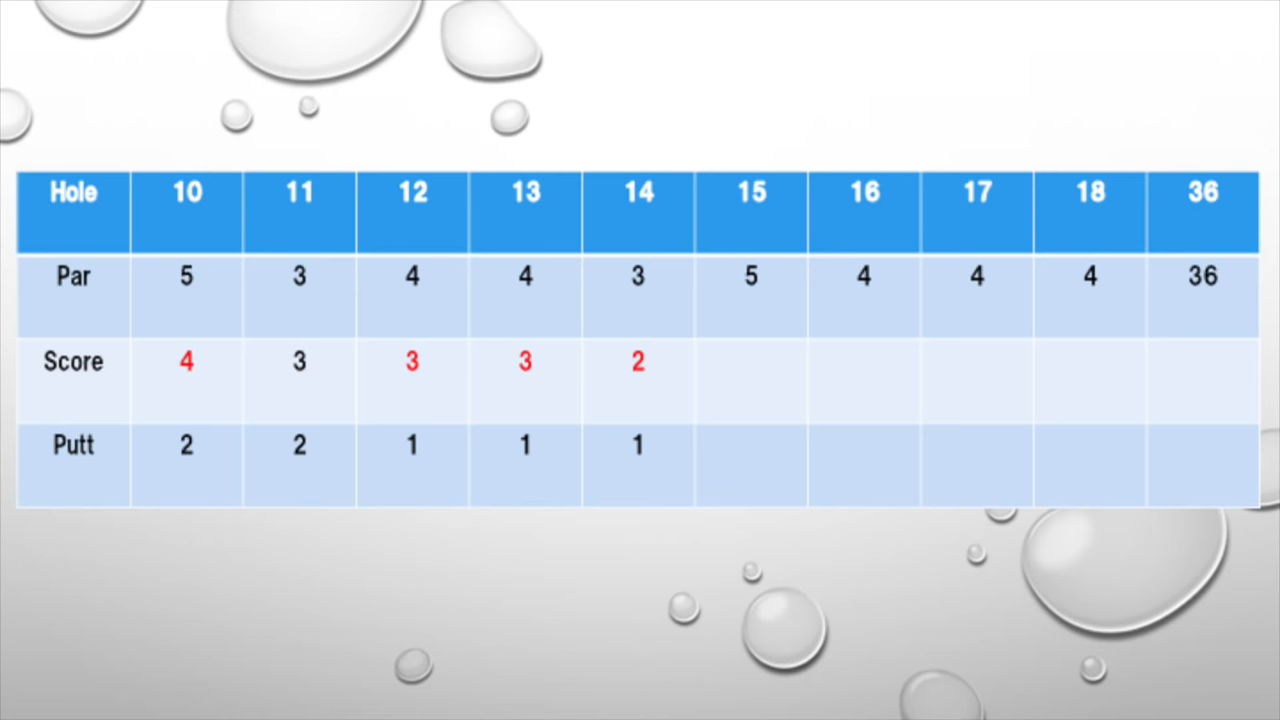 Hole 10 11 12 13 14 15 16 17 18 36
Par 5 3 4 4 3 5 4 4 4 36
Score 4 3 3 3 2
Putt 2 2 1 1 1